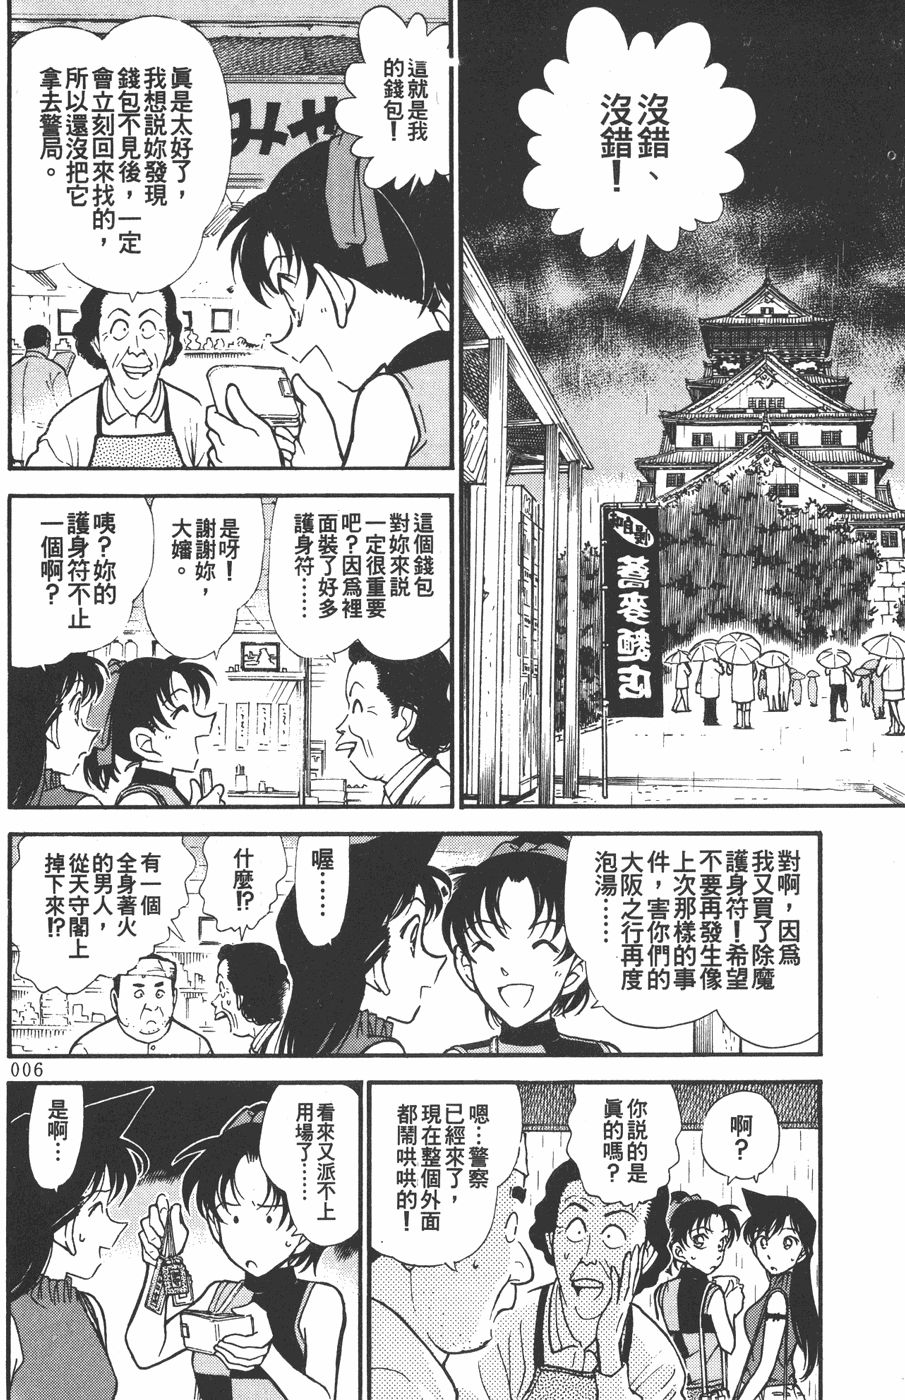 沒錯、
沒錯！
蕎麥麵店
這就是我
的錢包！
眞是太好了，
我想説妳發現
錢包不見後，一定
會立刻回來找的，
所以還沒把它
拿去警局。
みや
這個錢包
對妳來説
一定很重要
吧？因爲裡
面裝了好多
護身符……
是呀！
謝謝妳，
大嬸。
咦？妳的
護身符不止
一個啊？
對啊，因爲
我又買了除魔
護身符！希望
不要再發生像
上次那樣的事
件，害你們的
大阪之行再度
泡湯……
喔……
什麼!?
有一個
全身著火
的男人，
從天守閣上
掉下來!?
006
啊？
你説的是
眞的嗎？
嗯…警察
已經來了，
現在整個外面
都鬧哄哄的！
看來又派不上
用場了……
是啊…